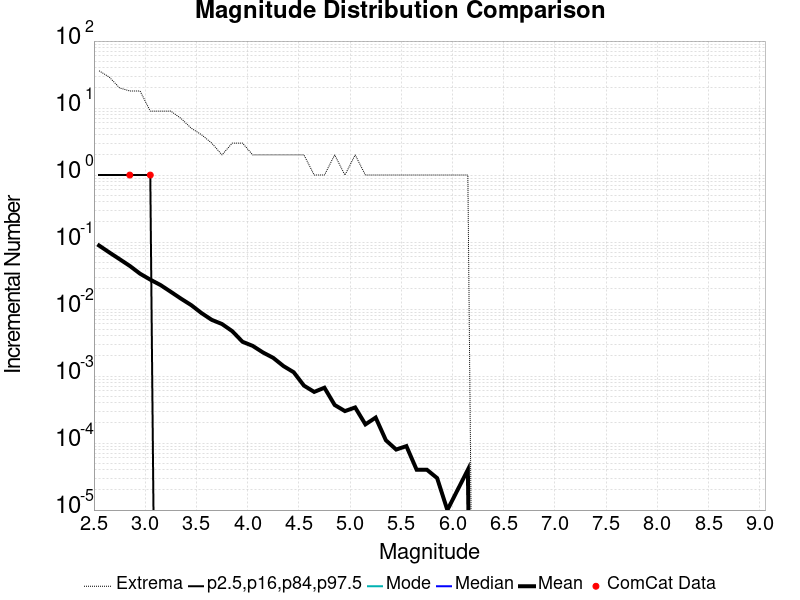 Magnitude Distribution Comparison
10^2
10^1
10^0
10^-1
10^-2
10^-3
10^-4
10^-5
Incremental Number
2.5 3.0 3.5 4.0 4.5 5.0 5.5 6.0 6.5 7.0 7.5 8.0 8.5 9.0
Magnitude
Extrema p2.5,p16,p84,p97.5 Mode Median Mean ComCat Data